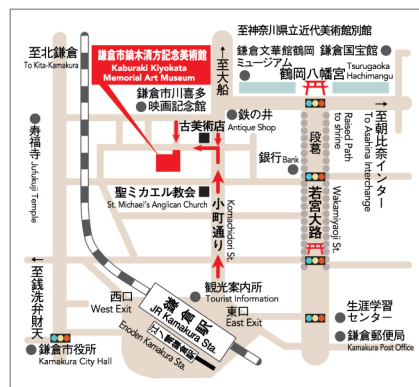 至神奈川県立近代美術館別館
至北鎌倉
To Kita-Kamakura
鎌倉市鏑木清方記念美術館
Kaburaki Kiyokata
Memorial Art Museum
至大船
鎌倉文華館鶴岡
ミュージアム
鎌倉国宝館
鶴岡八幡宮
Tsurugaoka
Hachimangu
鎌倉市川喜多
映画記念館
鉄の井
古美術店
Antique Shop
銀行 Bank
段葛
Raised Path
to shrine
至朝比奈インター
To Asahina Interchange
寿福寺
Jufukuji Temple
聖ミカエル教会
St. Michael's Anglican Church
小町通り
Komachidori St.
若宮大路
Wakamiyaoji St.
至銭洗弁財天
西口
West Exit
鎌倉駅
JR Kamakura Sta.
江ノ電鎌倉駅
Enoden Kamakura Sta.
観光案内所
Tourist Information
東口
East Exit
生涯学習
センター
鎌倉郵便局
Kamakura Post Office
鎌倉市役所
Kamakura City Hall